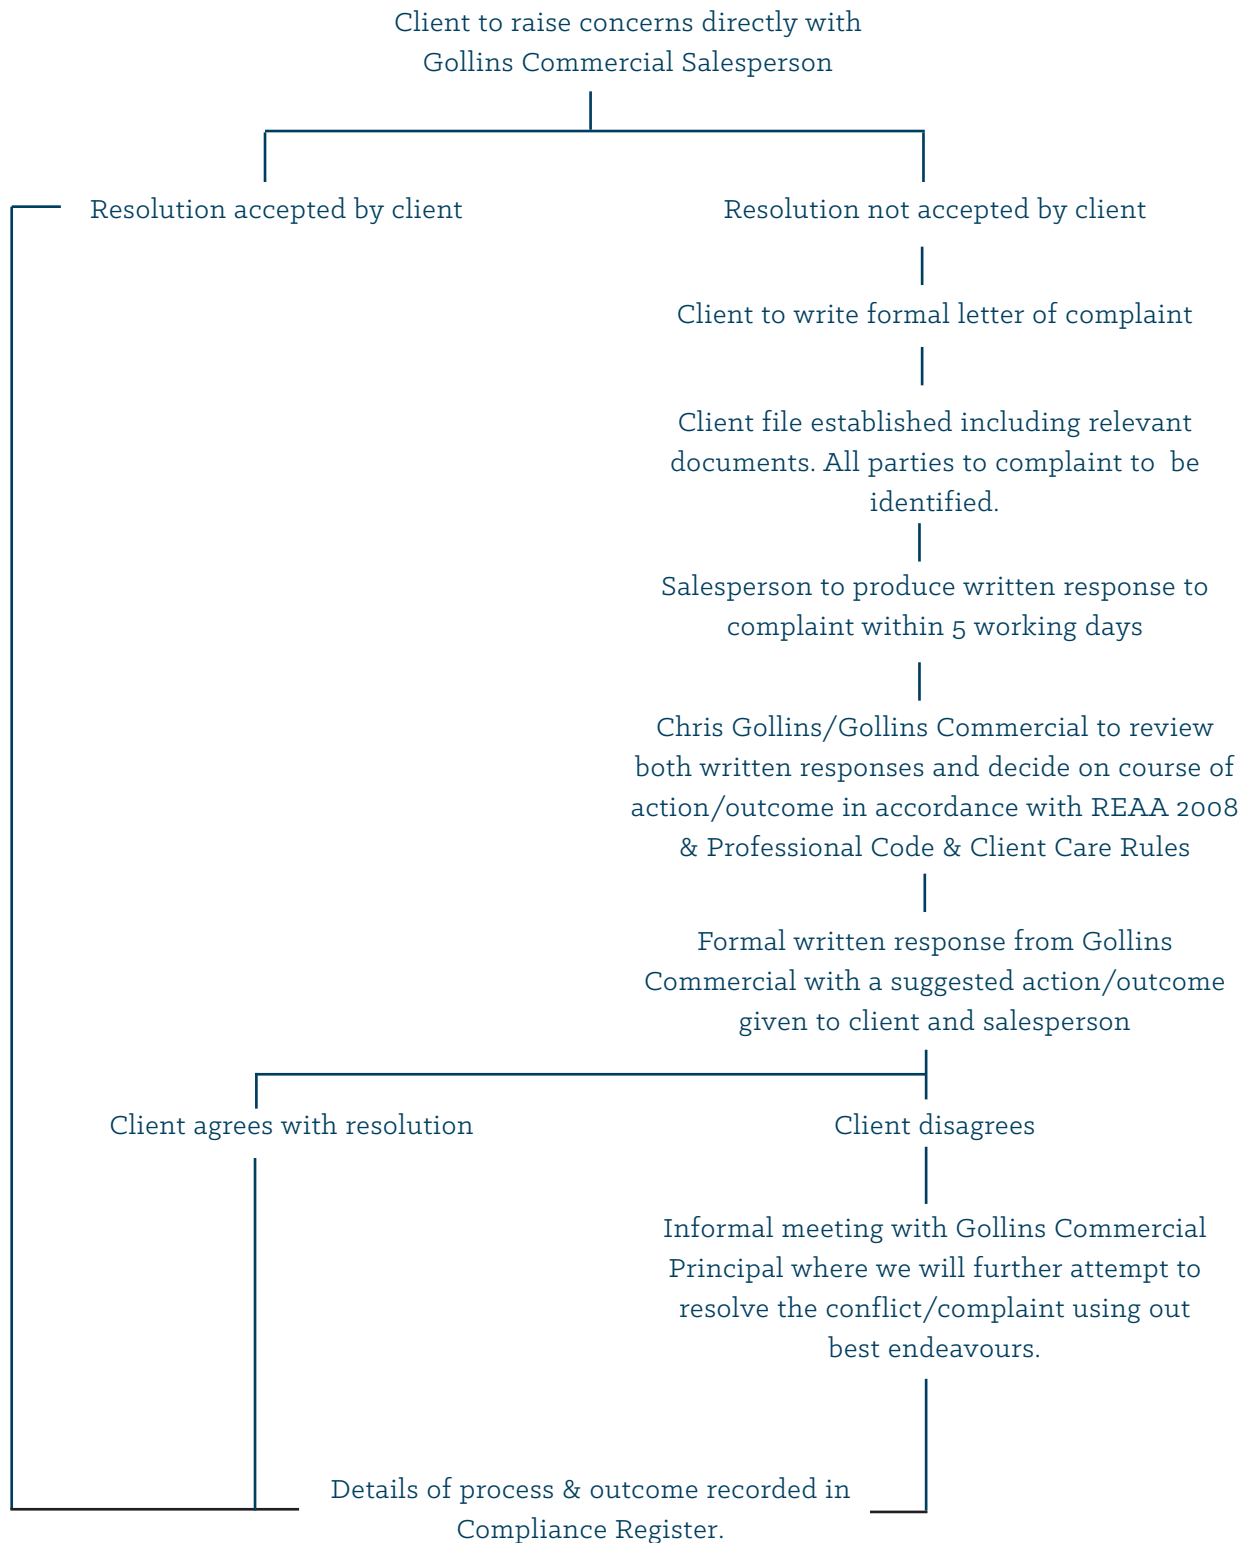 Client to raise concerns directly with
Gollins Commercial Salesperson
Resolution accepted by client
Resolution not accepted by client
Client to write formal letter of complaint
Client file established including relevant
documents. All parties to complaint to  be
identified.
Salesperson to produce written response to
complaint within 5 working days
Chris Gollins/Gollins Commercial to review
both written responses and decide on course of
action/outcome in accordance with REAA 2008
& Professional Code & Client Care Rules
Formal written response from Gollins
Commercial with a suggested action/outcome
given to client and salesperson
Client agrees with resolution
Client disagrees
Informal meeting with Gollins Commercial
Principal where we will further attempt to
resolve the conflict/complaint using out
best endeavours.
Details of process & outcome recorded in
Compliance Register.